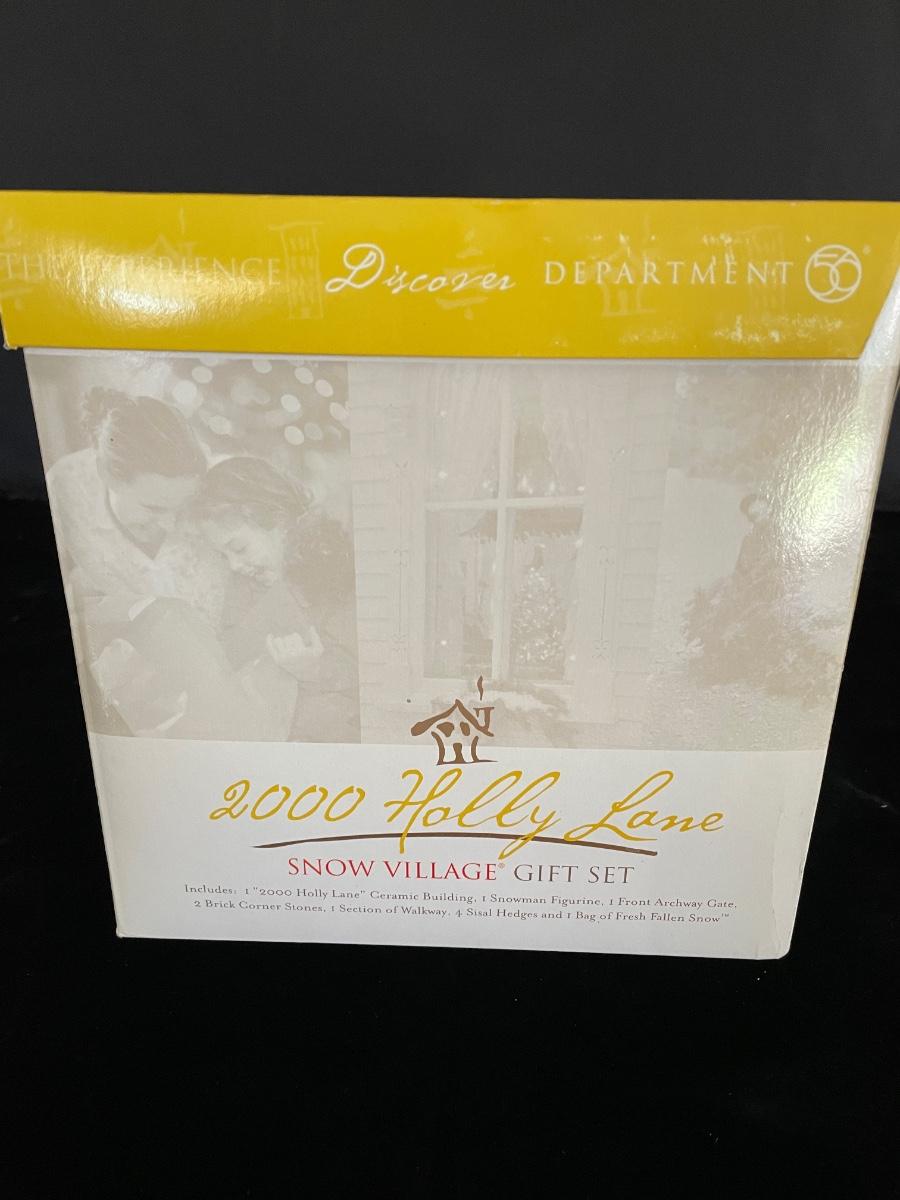 THE EXPERIENCE Discover DEPARTMENT 56®
2000 Holly Lane
SNOW VILLAGE® GIFT SET
Includes: 1 "2000 Holly Lane" Ceramic Building, 1 Snowman Figurine, 1 Front Archway Gate,
2 Brick Corner Stones, 1 Section of Walkway, 4 Sisal Hedges and 1 Bag of Fresh Fallen Snow™